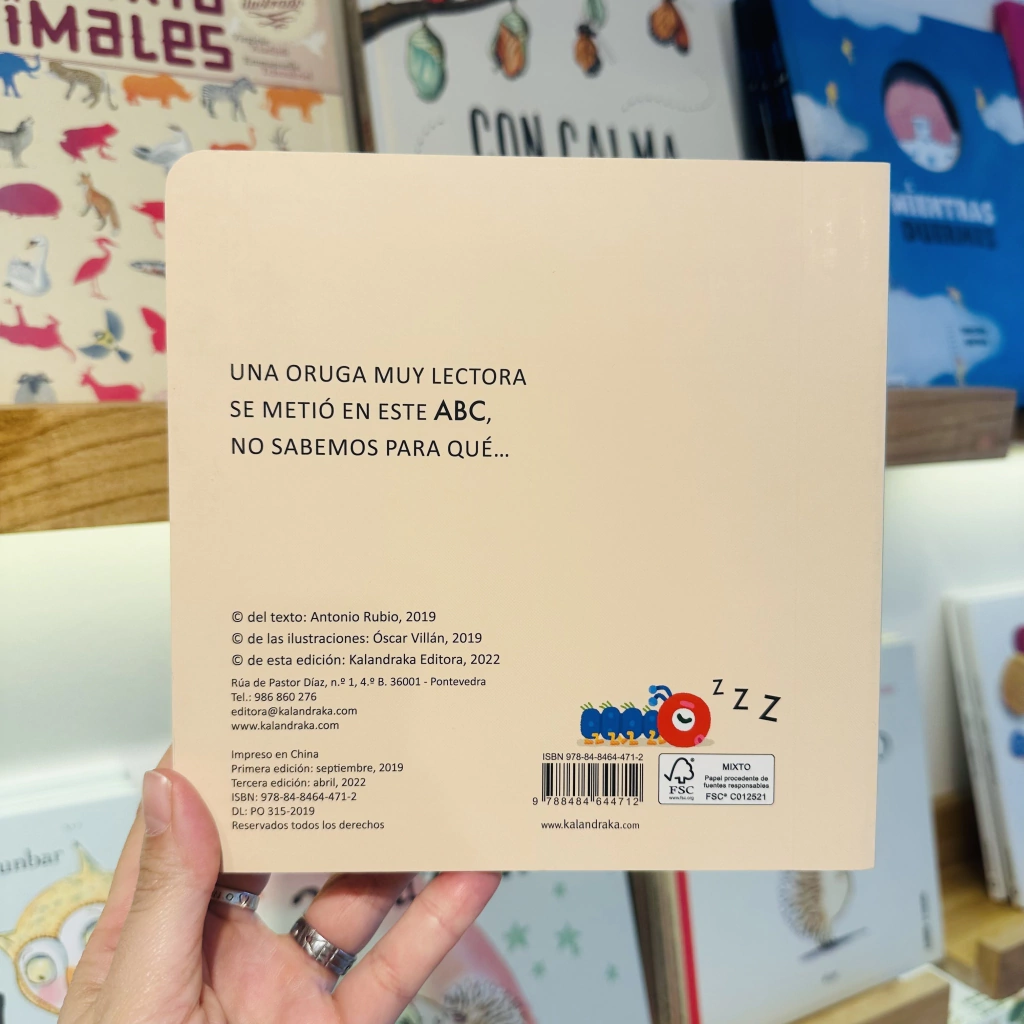 IMALES
CON CALMA
MIENTRAS
DUERMES
UNA ORUGA MUY LECTORA
SE METIÓ EN ESTE ABC,
NO SABEMOS PARA QUÉ...
© del texto: Antonio Rubio, 2019
© de las ilustraciones: Óscar Villán, 2019
© de esta edición: Kalandraka Editora, 2022
Rúa de Pastor Díaz, n.º 1, 4.º B. 36001 - Pontevedra
Tel.: 986 860 276
editora@kalandraka.com
www.kalandraka.com
Impreso en China
Primera edición: septiembre, 2019
Tercera edición: abril, 2022
ISBN: 978-84-8464-471-2
DL: PO 315-2019
Reservados todos los derechos
Z Z Z
ISBN 978-84-8464-471-2
9 788484 644712
www.kalandraka.com
FSC
www.fsc.org
MIXTO
Papel procedente de
fuentes responsables
FSC® C012521
unbar